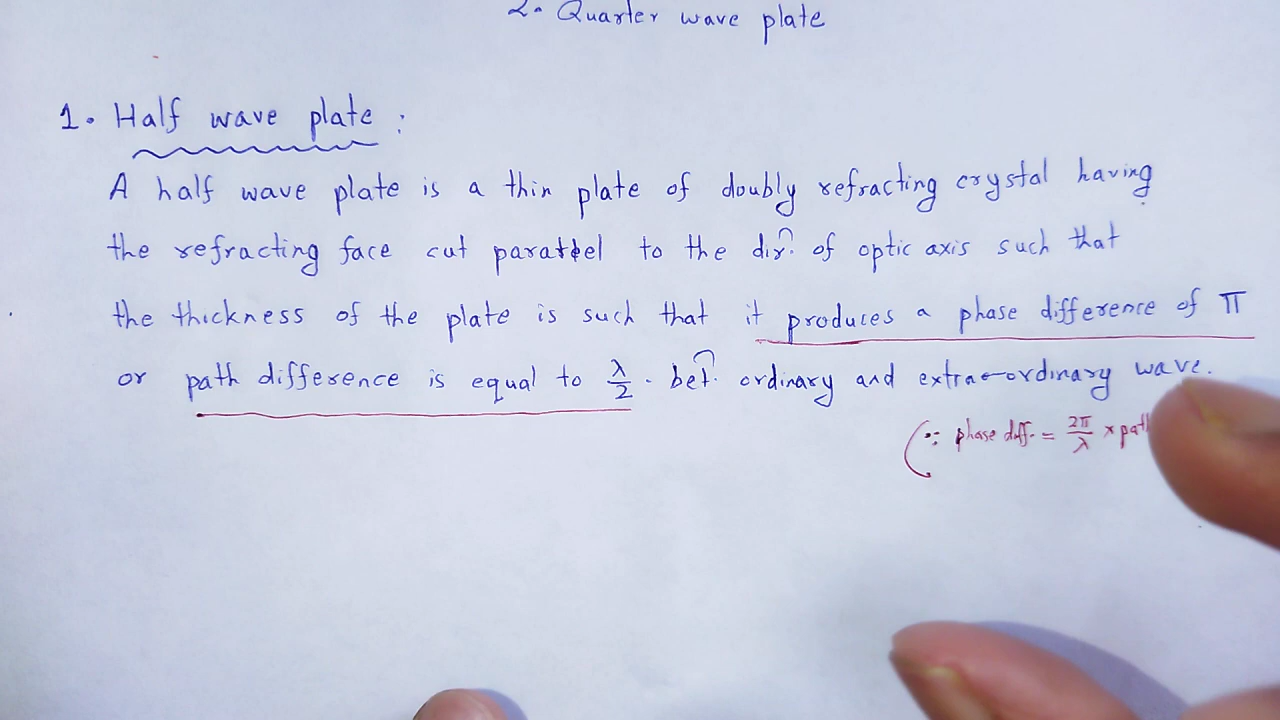 2. Quarter wave plate
1. Half wave plate :
A half wave plate is a thin plate of doubly refracting crystal having
the refracting face cut parallel to the dirⁿ. of optic axis such that
the thickness of the plate is such that it produces a phase difference of π
or path difference is equal to λ/2 . betⁿ. ordinary and extra-ordinary wave.
(∵ phase diff. = 2π/λ × path